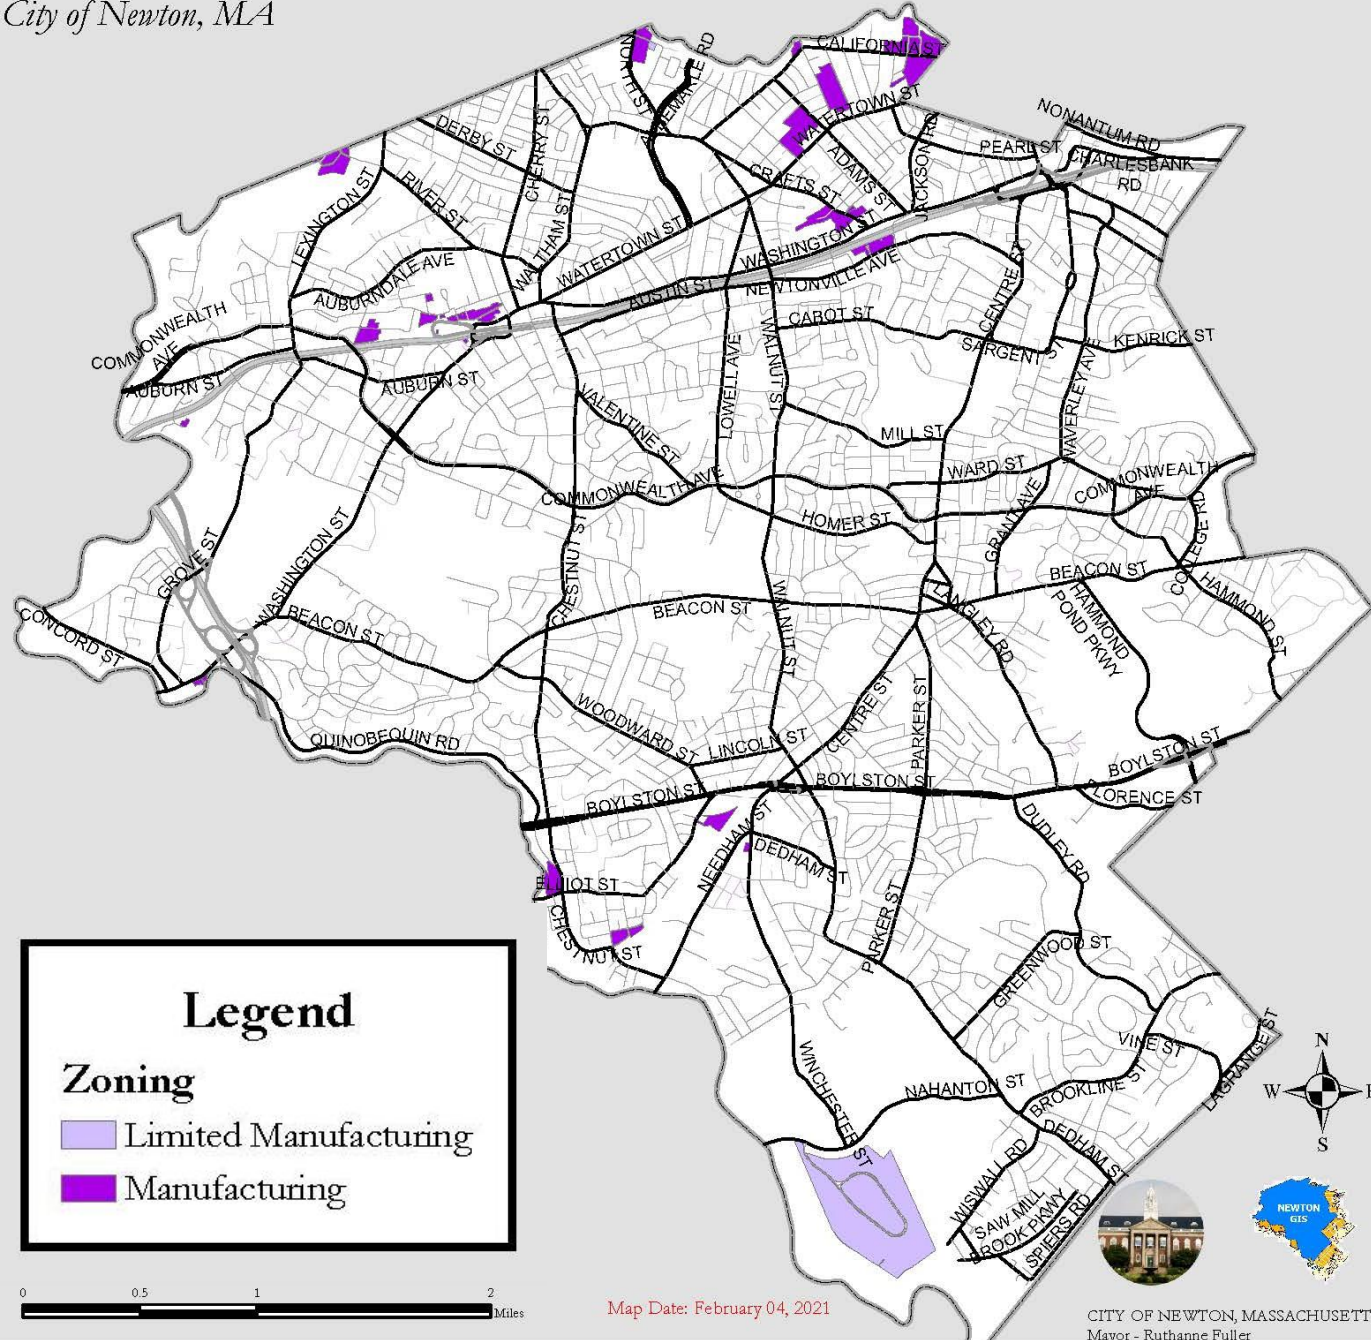 City of Newton, MA
CALIFORNIA ST
NORTH ST
ALBEMARLE RD
WATERTOWN ST
NONANTUM RD
DERBY ST
CHERRY ST
ADAMS ST
JACKSON RD
PEARL ST
CHARLESBANK
RD
CRAFTS ST
LEXINGTON ST
RIVER ST
WALTHAM ST
WATERTOWN ST
WASHINGTON ST
AUBURNDALE AVE
AUSTIN ST
NEWTONVILLE AVE
CENTRE ST
COMMONWEALTH
AVE
CABOT ST
SARGENT ST
KENRICK ST
AUBURN ST
AUBURN ST
LOWELL AVE
WALNUT ST
WAVERLEY AVE
VALENTINE ST
MILL ST
WARD ST
COMMONWEALTH AVE
COMMONWEALTH
AVE
HOMER ST
GRANT AVE
COLLEGE RD
GROVE ST
WASHINGTON ST
CHESTNUT ST
BEACON ST
HAMMOND ST
CONCORD ST
BEACON ST
BEACON ST
WALNUT ST
LANGLEY RD
HAMMOND
POND PKWY
WOODWARD ST
LINCOLN ST
CENTRE ST
PARKER ST
QUINOBEQUIN RD
BOYLSTON ST
BOYLSTON ST
BOYLSTON ST
FLORENCE ST
NEEDHAM ST
DEDHAM ST
DUDLEY RD
ELLIOT ST
CHESTNUT ST
PARKER ST
GREENWOOD ST
Legend
Zoning
Limited Manufacturing
Manufacturing
WINCHESTER ST
NAHANTON ST
BROOKLINE ST
VINE ST
LAGRANGE ST
DEDHAM ST
WISWALL RD
SAW MILL
BROOK PKWY
SPIERS RD
N
W
E
S
NEWTON
GIS
0 0.5 1 2
Miles
Map Date: February 04, 2021
CITY OF NEWTON, MASSACHUSETT
Mayor - Ruthanne Fuller